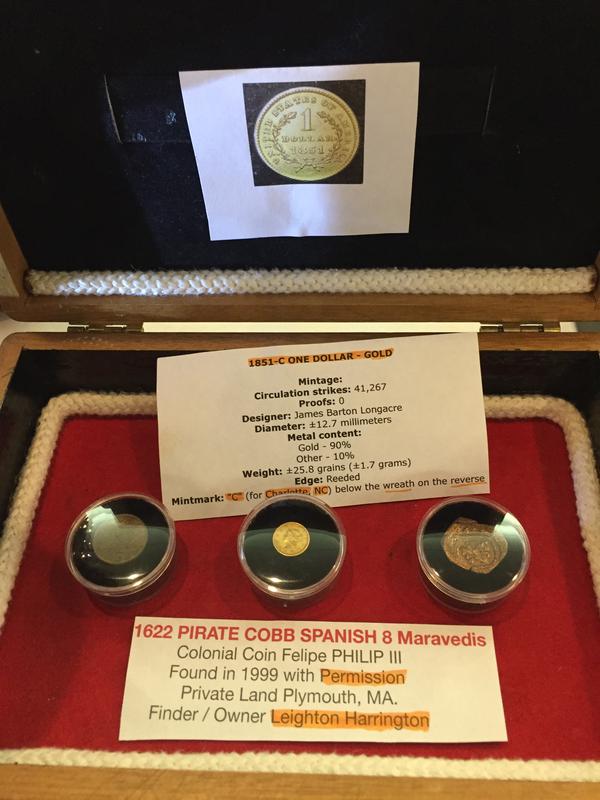 UNITED STATES OF AMERICA
1
DOLLAR
1851
1851-C ONE DOLLAR - GOLD
Mintage:
Circulation strikes: 41,267
Proofs: 0
Designer: James Barton Longacre
Diameter: ±12.7 millimeters
Metal content:
Gold - 90%
Other - 10%
Weight: ±25.8 grains (±1.7 grams)
Edge: Reeded
Mintmark: "C" (for Charlotte, NC) below the wreath on the reverse
1622 PIRATE COBB SPANISH 8 Maravedis
Colonial Coin Felipe PHILIP III
Found in 1999 with Permission
Private Land Plymouth, MA.
Finder / Owner Leighton Harrington